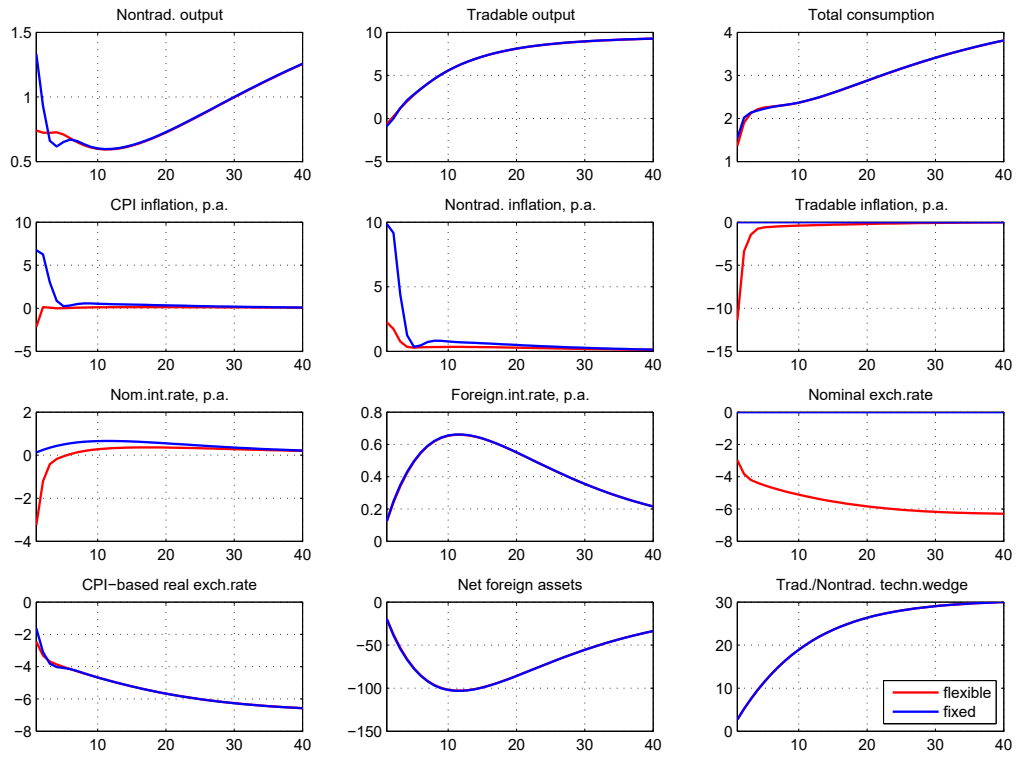 Nontrad. output
Tradable output
Total consumption
1.5
1
0.5
10 20 30 40
10
5
0
−5
10 20 30 40
4
3
2
1
10 20 30 40
CPI inflation, p.a.
Nontrad. inflation, p.a.
Tradable inflation, p.a.
10
5
0
−5
10 20 30 40
10
5
0
10 20 30 40
0
−5
−10
−15
10 20 30 40
Nom.int.rate, p.a.
Foreign.int.rate, p.a.
Nominal exch.rate
2
0
−2
−4
10 20 30 40
0.8
0.6
0.4
0.2
0
10 20 30 40
0
−2
−4
−6
−8
10 20 30 40
CPI−based real exch.rate
Net foreign assets
Trad./Nontrad. techn.wedge
0
−2
−4
−6
−8
10 20 30 40
0
−50
−100
−150
10 20 30 40
30
20
10
0
10 20 30 40
flexible
fixed